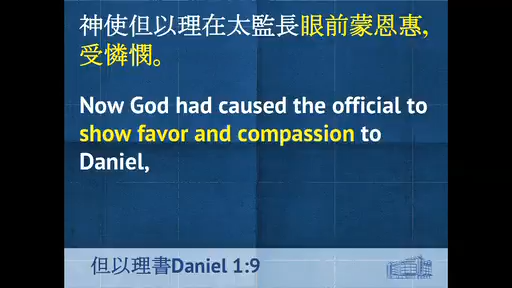 神使但以理在太監長眼前蒙恩惠,
受憐憫。
Now God had caused the official to
show favor and compassion to
Daniel,
但以理書Daniel 1:9